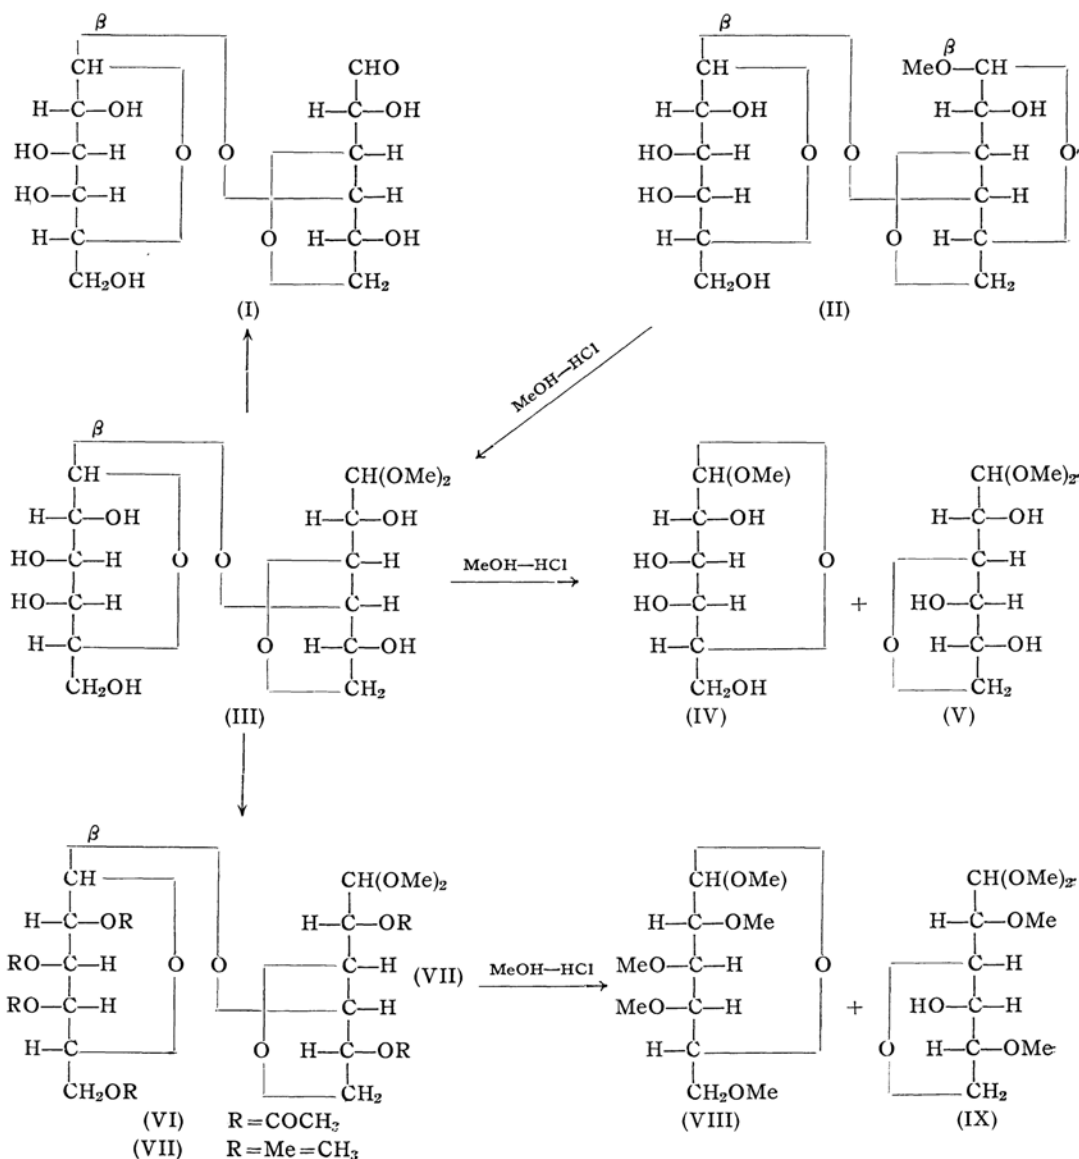 β β
CH CHO CH MeO—CH β
H—C—OH H—C—OH H—C—OH H—C—OH
HO—C—H O O C—H HO—C—H O O C—H O
HO—C—H C—H HO—C—H C—H
H—C O H—C—OH H—C O H—C
CH₂OH CH₂ CH₂OH CH₂
(I) (II)
MeOH—HCl
β
CH CH(OMe)₂ CH(OMe) CH(OMe)₂
H—C—OH H—C—OH H—C—OH H—C—OH
HO—C—H O O C—H MeOH—HCl HO—C—H O C—H
HO—C—H C—H HO—C—H + HO—C—H
H—C O H—C—OH H—C O H—C—OH
CH₂OH CH₂ CH₂OH CH₂
(III) (IV) (V)
β
CH CH(OMe)₂ CH(OMe) CH(OMe)₂
H—C—OR H—C—OR H—C—OMe H—C—OMe
RO—C—H O O C—H (VII) MeOH—HCl MeO—C—H O C—H
RO—C—H C—H MeO—C—H + HO—C—H
H—C O H—C—OR H—C O H—C—OMe
CH₂OR CH₂ CH₂OMe CH₂
(VI) R=COCH₃ (VIII) (IX)
(VII) R=Me=CH₃